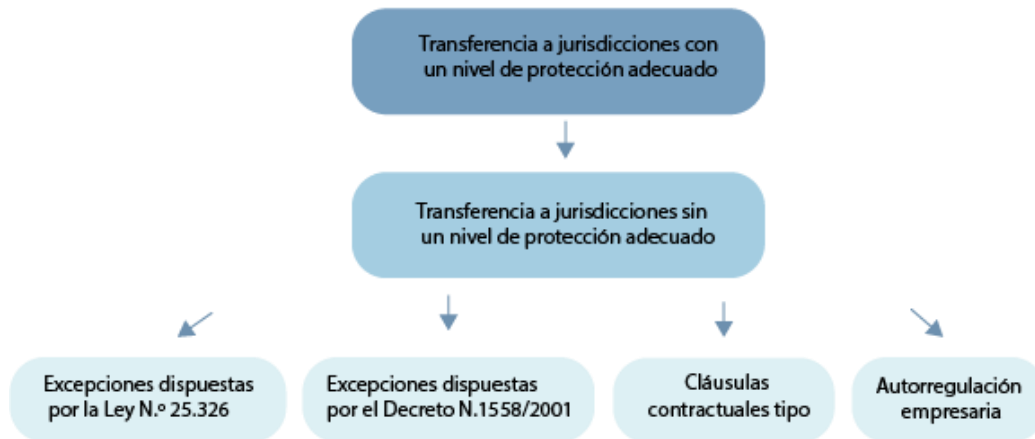 Transferencia a jurisdicciones con
un nivel de protección adecuado
Transferencia a jurisdicciones sin
un nivel de protección adecuado
Excepciones dispuestas
por la Ley N.º 25.326
Excepciones dispuestas
por el Decreto N.1558/2001
Cláusulas
contractuales tipo
Autorregulación
empresaria